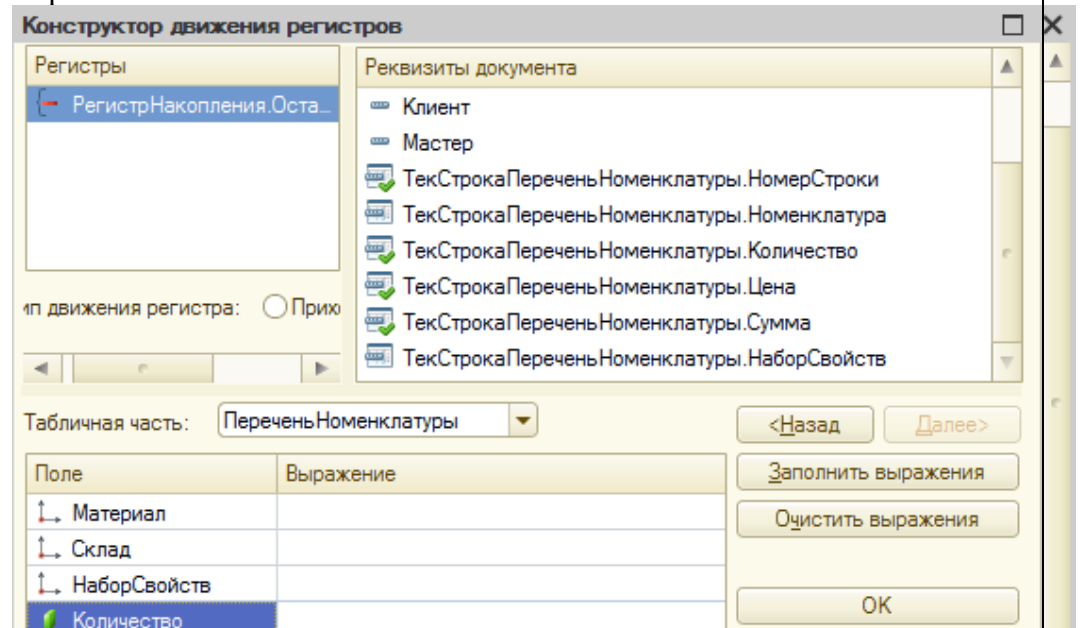 Конструктор движения регистров
Регистры
РегистрНакопления.Оста...
ип движения регистра: Прихо
Реквизиты документа
Клиент
Мастер
ТекСтрокаПереченьНоменклатуры.НомерСтроки
ТекСтрокаПереченьНоменклатуры.Номенклатура
ТекСтрокаПереченьНоменклатуры.Количество
ТекСтрокаПереченьНоменклатуры.Цена
ТекСтрокаПереченьНоменклатуры.Сумма
ТекСтрокаПереченьНоменклатуры.НаборСвойств
Табличная часть: ПереченьНоменклатуры
<Назад Далее>
Поле Выражение
Материал
Склад
НаборСвойств
Количество
Заполнить выражения
Очистить выражения
ОК